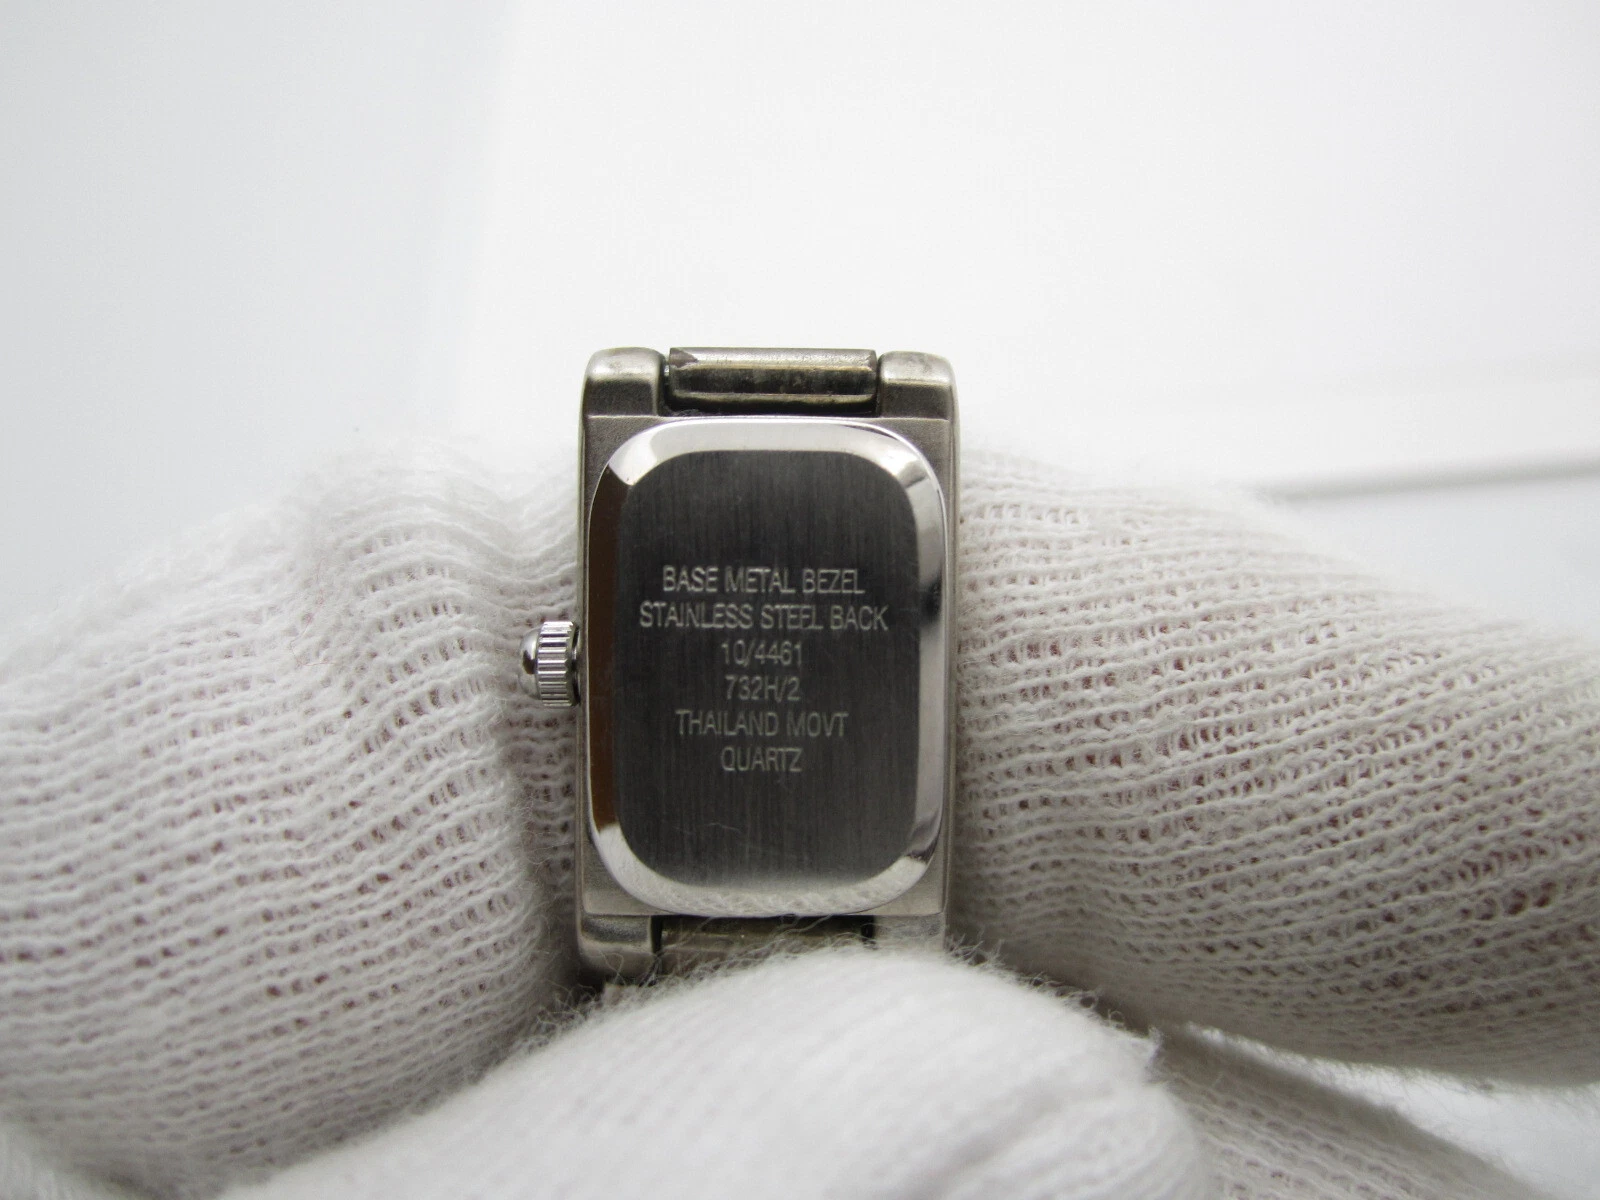 BASE METAL BEZEL
STAINLESS STEEL BACK
10/4461
732H/2
THAILAND MOVT
QUARTZ